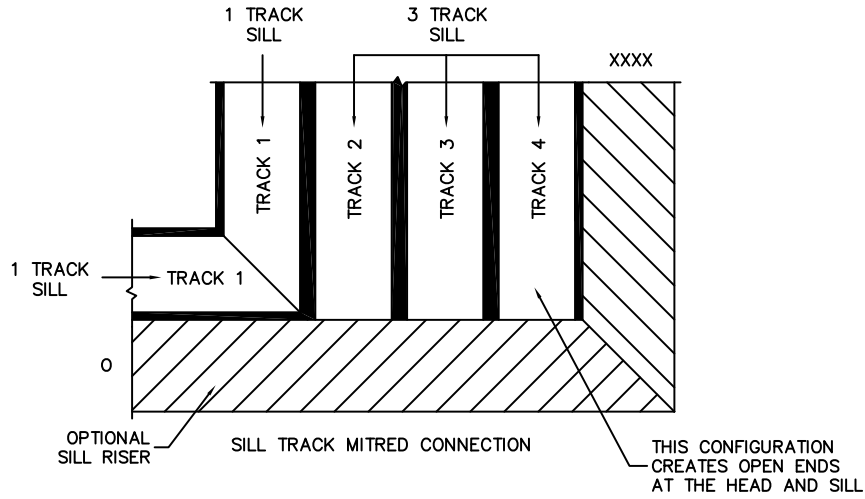 1 TRACK
SILL
3 TRACK
SILL
XXXX
TRACK 1
TRACK 2
TRACK 3
TRACK 4
1 TRACK
SILL
TRACK 1
O
OPTIONAL
SILL RISER
SILL TRACK MITRED CONNECTION
THIS CONFIGURATION
CREATES OPEN ENDS
AT THE HEAD AND SILL